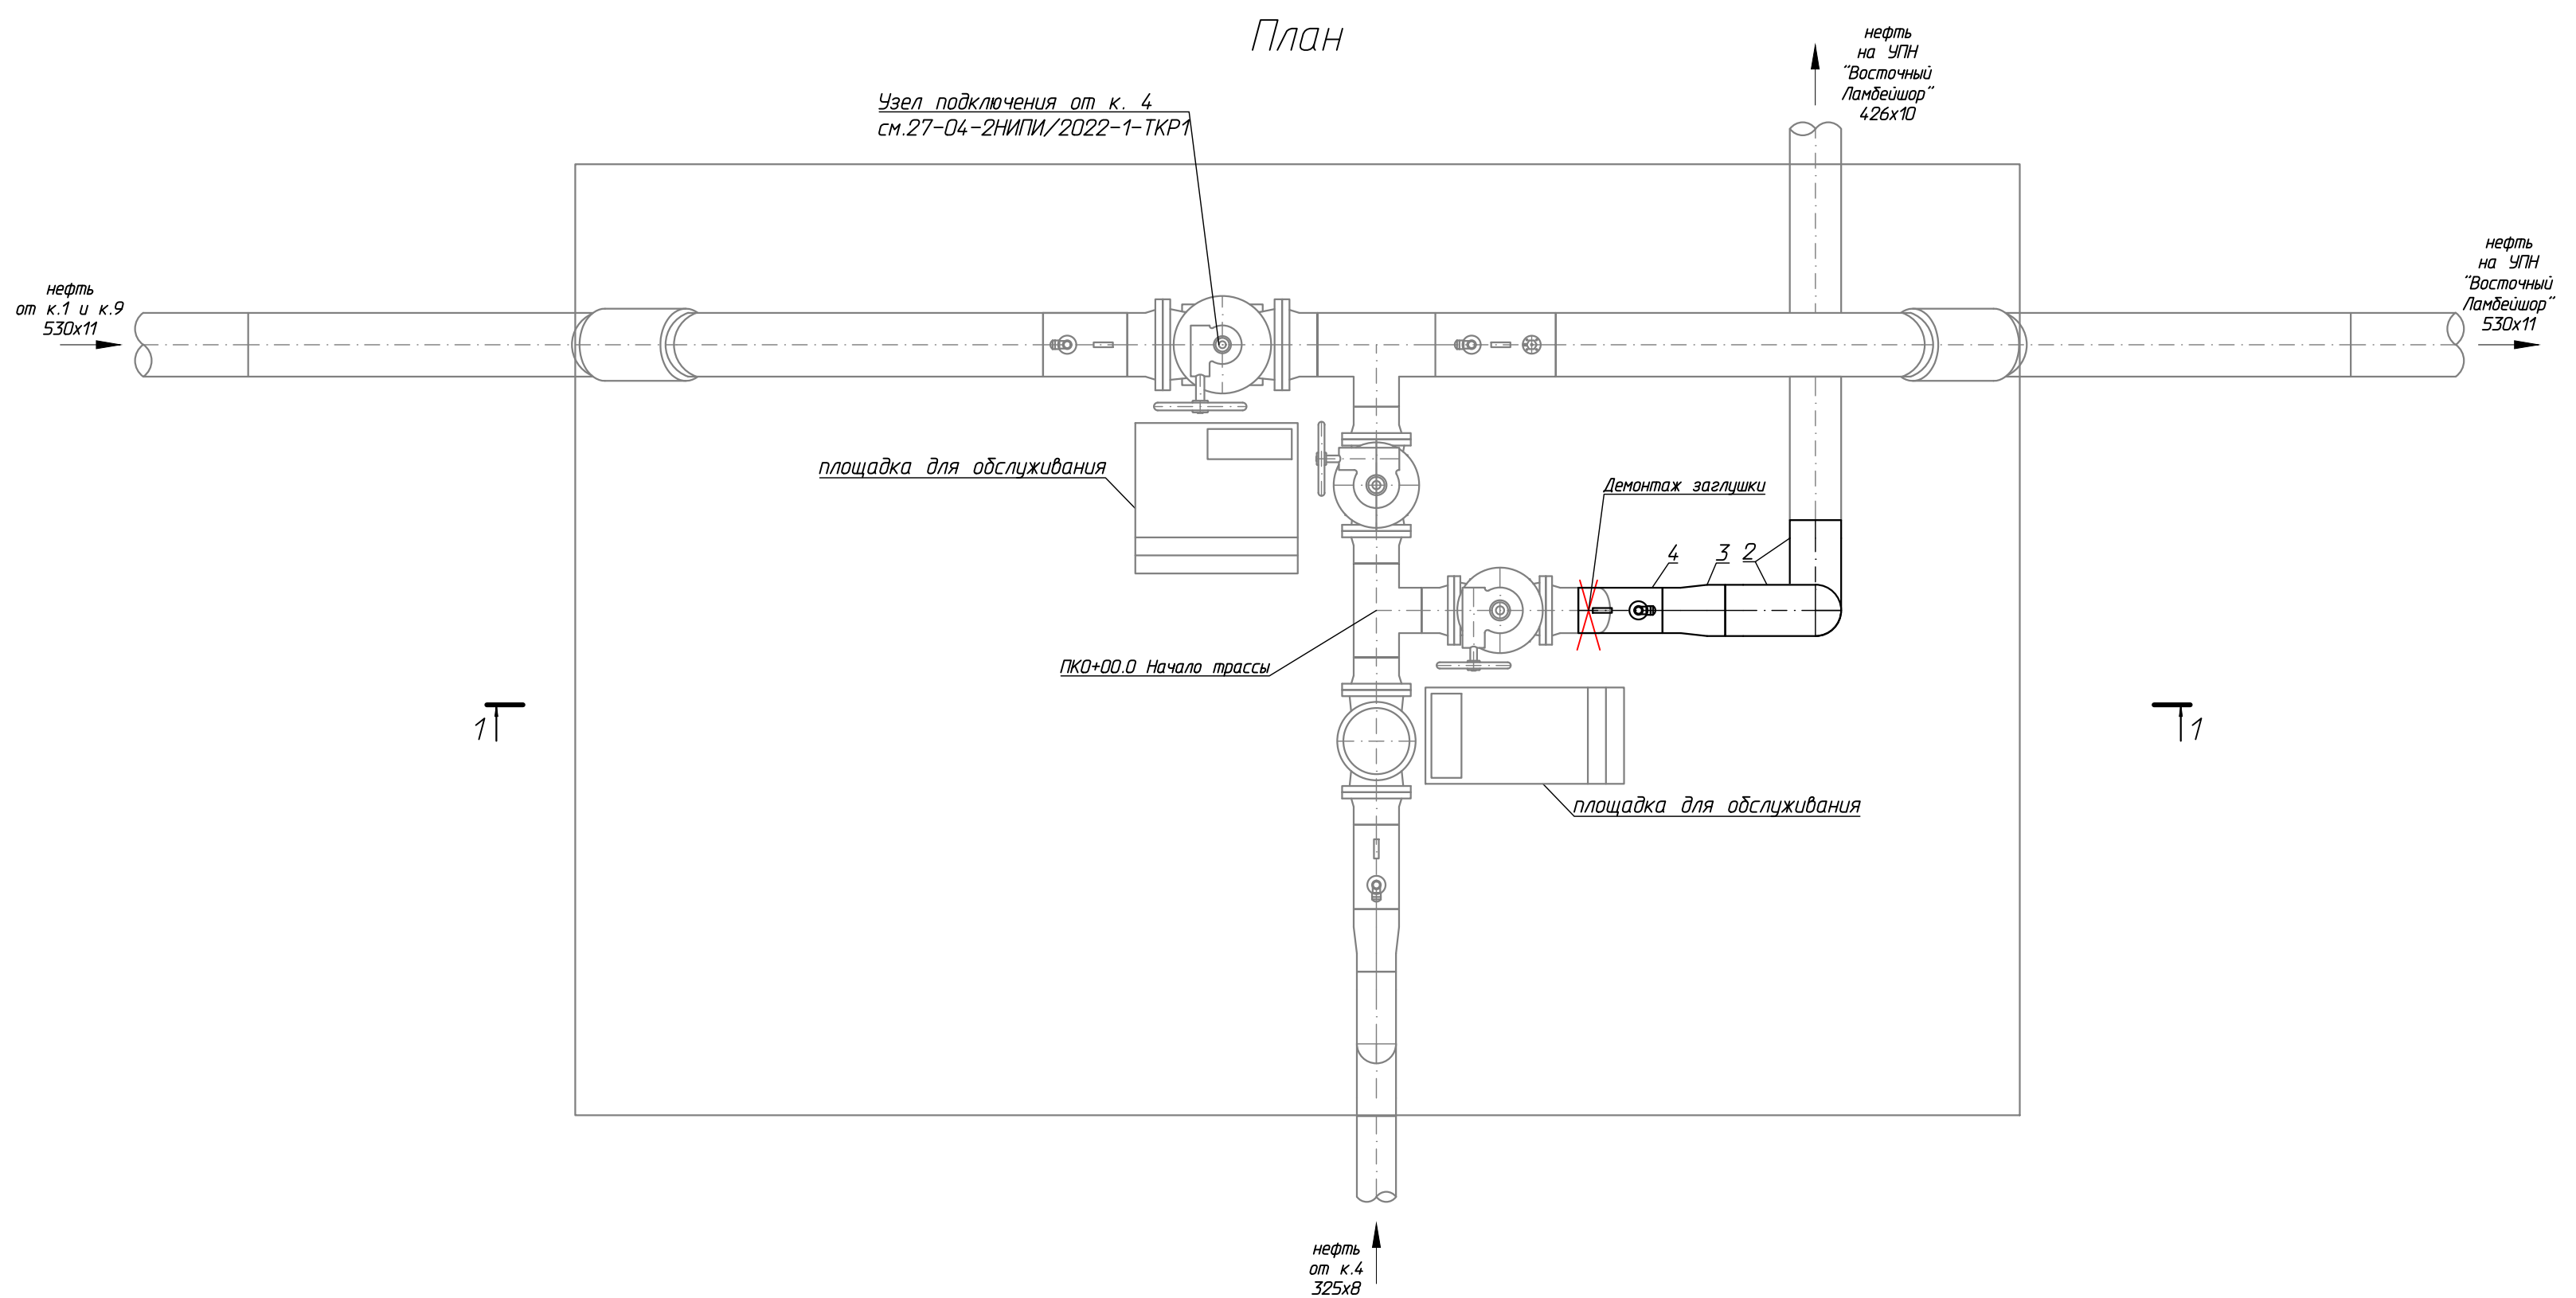 План
нефть
на УПН
"Восточный
Ламбейшор"
426х10
Узел подключения от к. 4
см.27-04-2НИПИ/2022-1-ТКР1
нефть
от к.1 и к.9
530х11
нефть
на УПН
"Восточный
Ламбейшор"
530х11
площадка для обслуживания
Демонтаж заглушки
4
3
2
ПК0+00.0 Начало трассы
1
1
площадка для обслуживания
нефть
от к.4
325х8